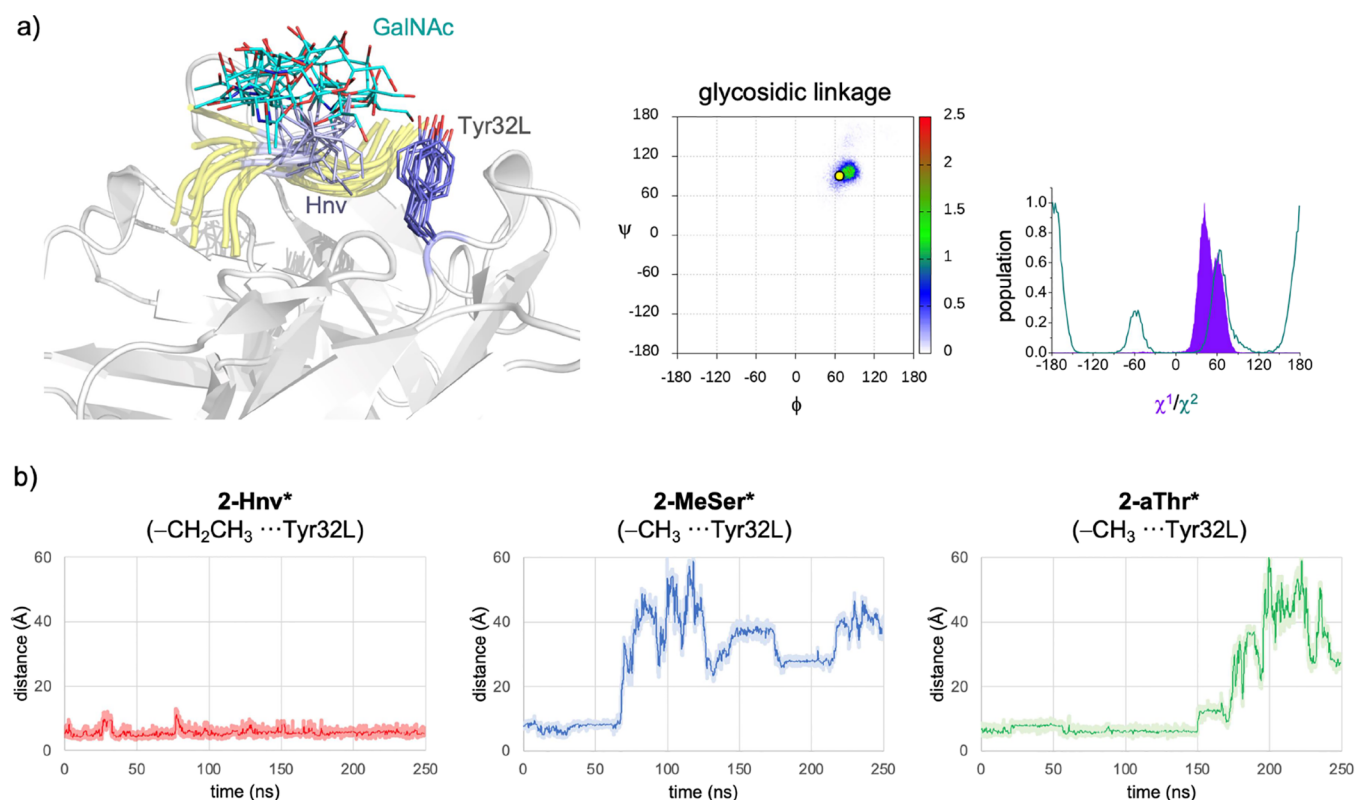 a)
GalNAc
Tyr32L
Hnv
glycosidic linkage
180
120
60
0
-60
-120
-180
ψ
-180 -120 -60 0 60 120 180
ϕ
2.5
2
1.5
1
0.5
0
population
1.0
0.8
0.6
0.4
0.2
0.0
-180 -120 -60 0 60 120 180
χ¹/χ²
b)
2-Hnv*
(–CH₂CH₃ ···Tyr32L)
distance (Å)
60
40
20
0
0 50 100 150 200 250
time (ns)
2-MeSer*
(–CH₃ ···Tyr32L)
distance (Å)
60
40
20
0
0 50 100 150 200 250
time (ns)
2-aThr*
(–CH₃ ···Tyr32L)
distance (Å)
60
40
20
0
0 50 100 150 200 250
time (ns)